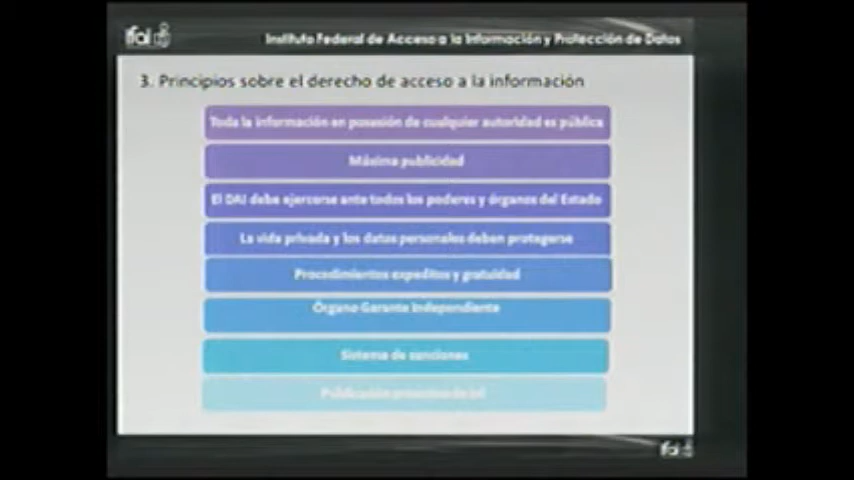 ifai
Instituto Federal de Acceso a la Información y Protección de Datos
3. Principios sobre el derecho de acceso a la información
Toda la información en posesión de cualquier autoridad es pública
Máxima publicidad
El DAI debe ejercerse ante todos los poderes y órganos del Estado
La vida privada y los datos personales deben protegerse
Procedimientos expeditos y gratuidad
Órgano Garante Independiente
Sistema de sanciones
Publicación
ifai